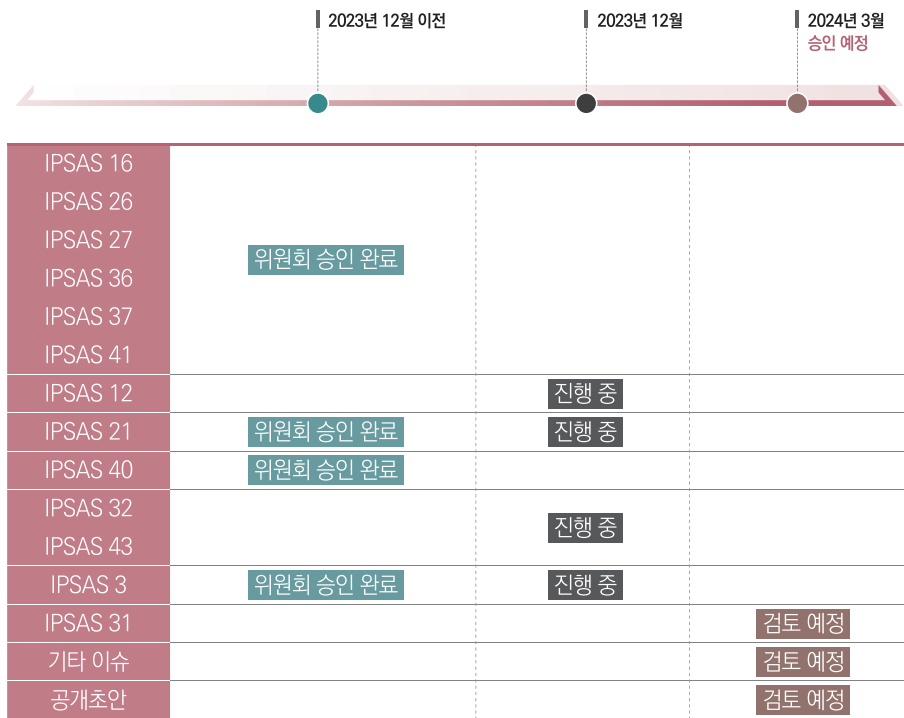 2023년 12월 이전
2023년 12월
2024년 3월
승인 예정
IPSAS 16
IPSAS 26
IPSAS 27
위원회 승인 완료
IPSAS 36
IPSAS 37
IPSAS 41
IPSAS 12 진행 중
IPSAS 21 위원회 승인 완료 진행 중
IPSAS 40 위원회 승인 완료
IPSAS 32
진행 중
IPSAS 43
IPSAS 3 위원회 승인 완료 진행 중
IPSAS 31 검토 예정
기타 이슈 검토 예정
공개초안 검토 예정